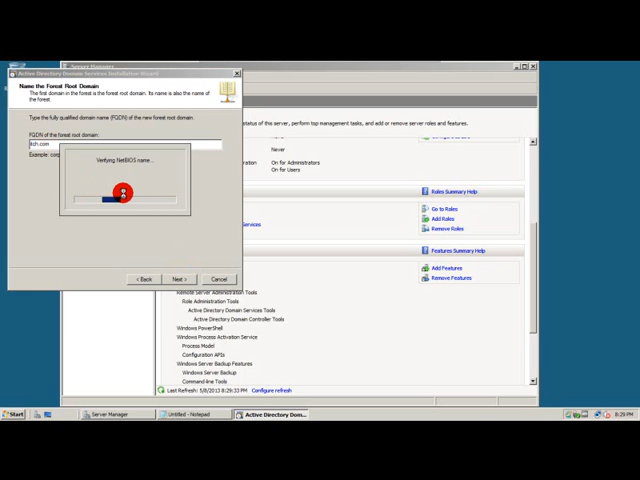 Server Manager
Active Directory Domain Services Installation Wizard
Name the Forest Root Domain
The first domain in the forest is the forest root domain. Its name is also the name of
the forest.
Type the fully qualified domain name (FQDN) of the new forest root domain.
FQDN of the forest root domain:
Example: corp
Verifying NetBIOS name...
< Back
Next >
Cancel
status of this server, perform top management tasks, and add or remove server roles and features.
None
On for Administrators
On for Users
Roles Summary Help
Go to Roles
Add Roles
Remove Roles
Services
Features Summary Help
Add Features
Remove Features
Remote Server Administration Tools
Role Administration Tools
Active Directory Domain Services Tools
Active Directory Domain Controller Tools
Windows PowerShell
Windows Process Activation Service
Process Model
Configuration APIs
Windows Server Backup Features
Windows Server Backup
Command-line Tools
Last Refresh: 5/8/2013 8:29:33 PM Configure refresh
Start
Server Manager
Untitled - Notepad
Active Directory Dom...
8:29 PM